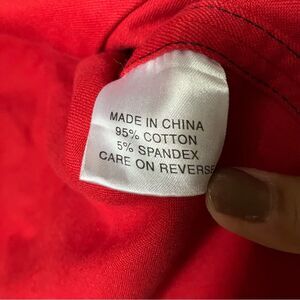 MADE IN CHINA
95% COTTON
5% SPANDEX
CARE ON REVERSE